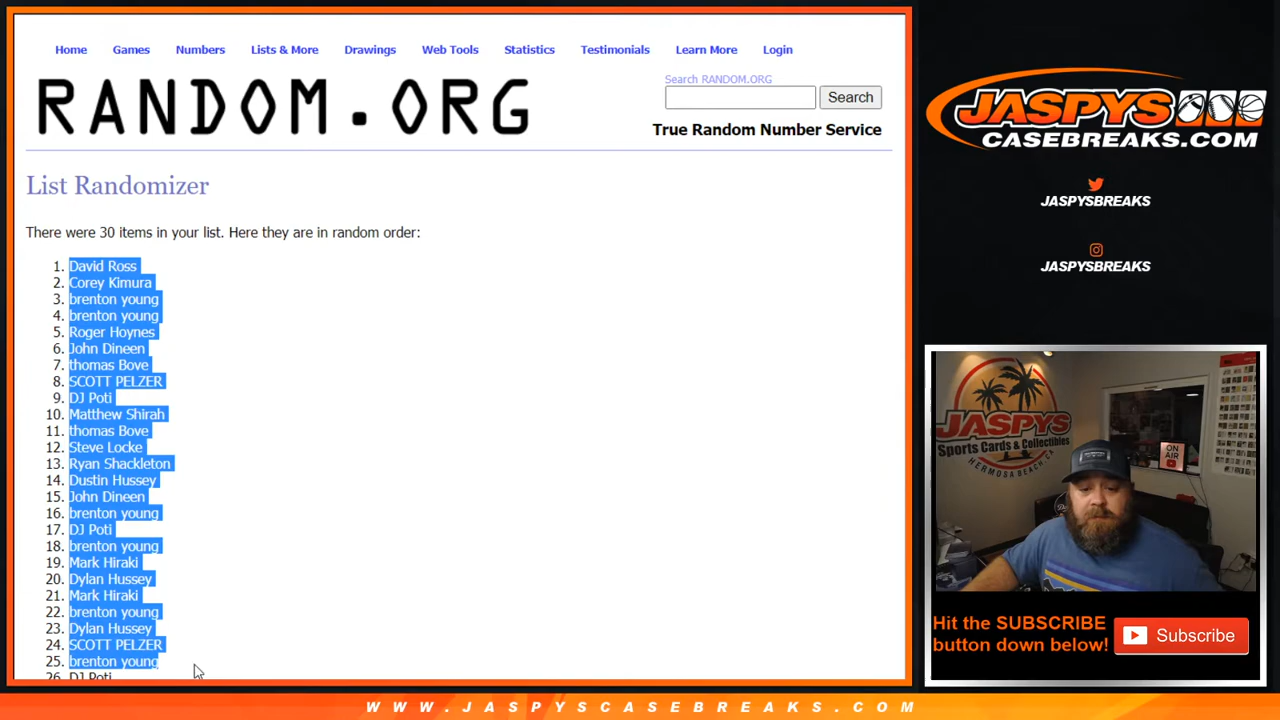 Home Games Numbers Lists & More Drawings Web Tools Statistics Testimonials Learn More Login
RANDOM.ORG
Search RANDOM.ORG
Search
True Random Number Service
List Randomizer
There were 30 items in your list. Here they are in random order:
1. David Ross
2. Corey Kimura
3. brenton young
4. brenton young
5. Roger Hoynes
6. John Dineen
7. thomas Bove
8. SCOTT PELZER
9. DJ Poti
10. Matthew Shirah
11. thomas Bove
12. Steve Locke
13. Ryan Shackleton
14. Dustin Hussey
15. John Dineen
16. brenton young
17. DJ Poti
18. brenton young
19. Mark Hiraki
20. Dylan Hussey
21. Mark Hiraki
22. brenton young
23. Dylan Hussey
24. SCOTT PELZER
25. brenton young
26. DJ Poti
JASPYS
CASEBREAKS.COM
JASPYSBREAKS
JASPYSBREAKS
JASPYS
Sports Cards & Collectibles
HERMOSA BEACH, CA
ON
AIR
Hit the SUBSCRIBE
button down below!
Subscribe
WWW.JASPYSCASEBREAKS.COM